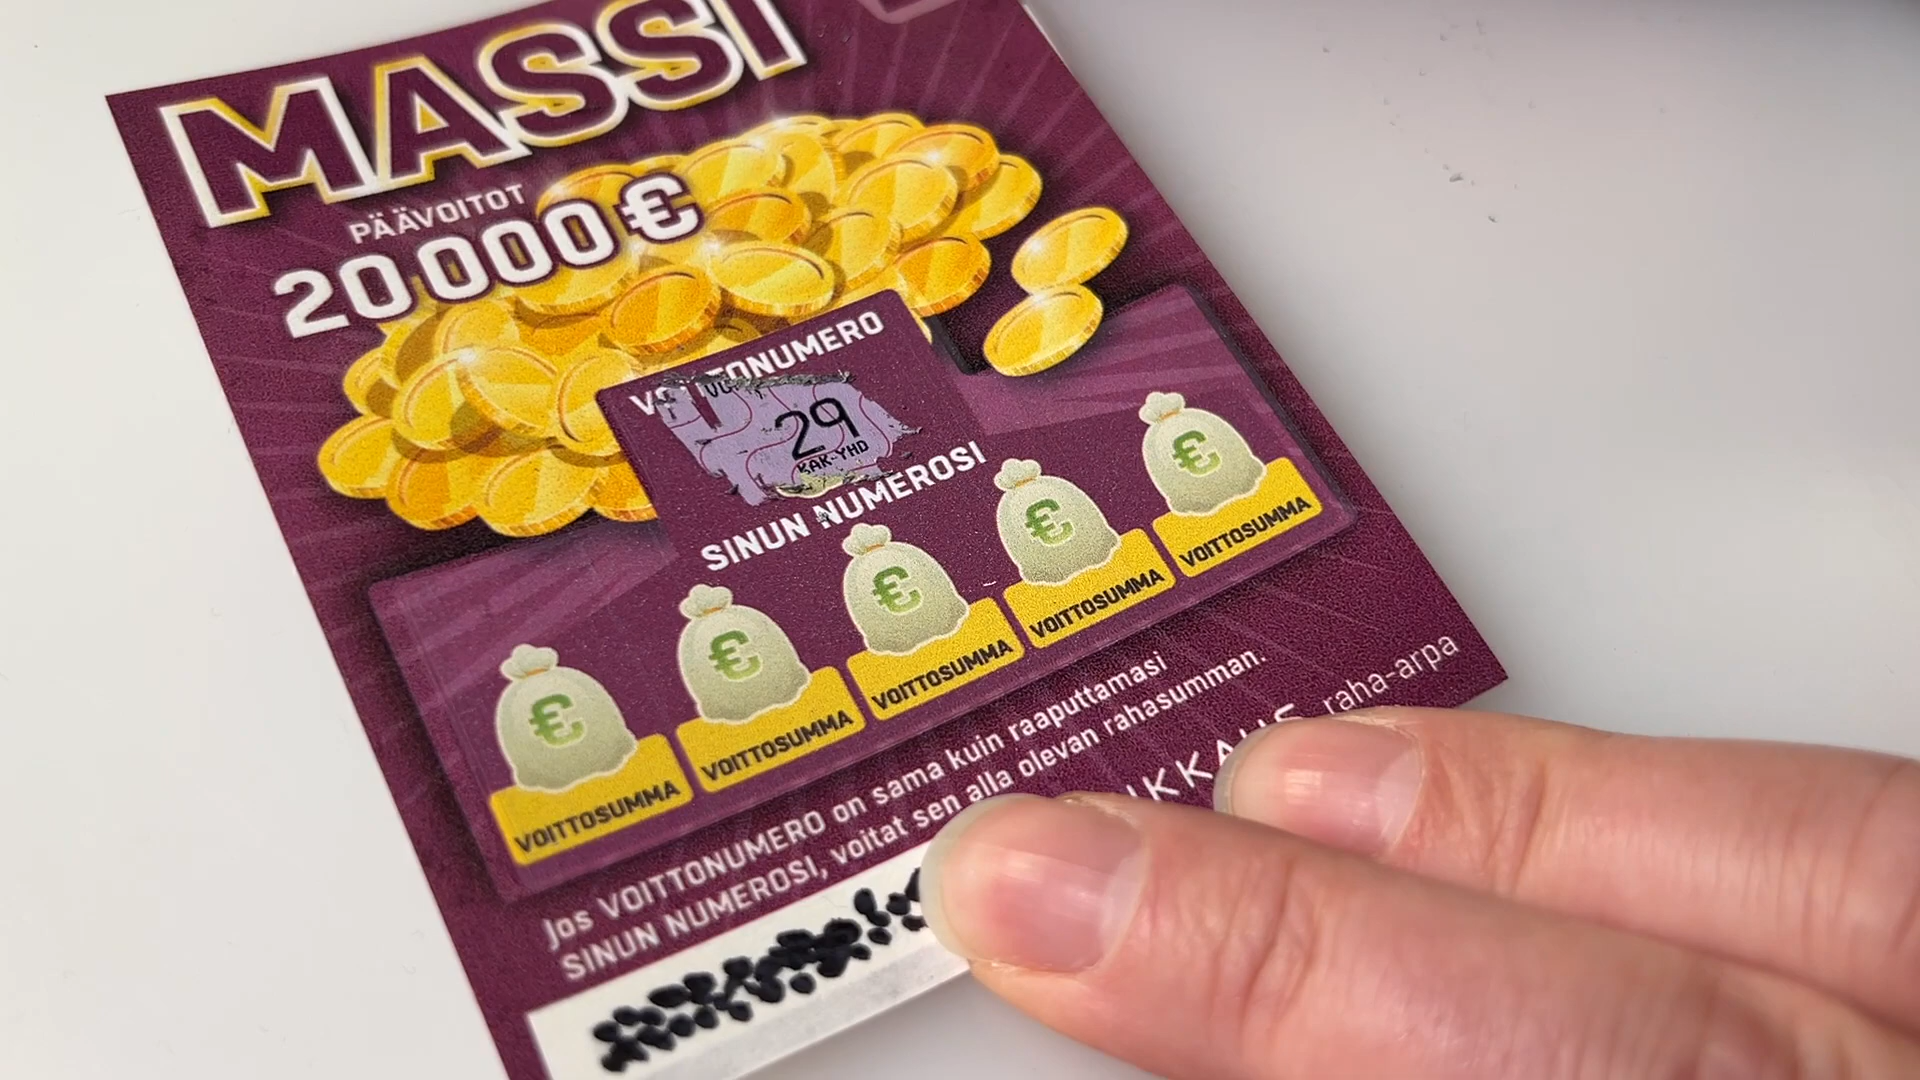 MASSI
PÄÄVOITOT
20 000 €
VOITTONUMERO
29
KAK-YHD
SINUN NUMEROSI
€ € € € €
VOITTOSUMMA VOITTOSUMMA VOITTOSUMMA VOITTOSUMMA VOITTOSUMMA
Jos VOITTONUMERO on sama kuin raaputtamasi
SINUN NUMEROSI, voitat sen alla olevan rahasumman.
raha-arpa